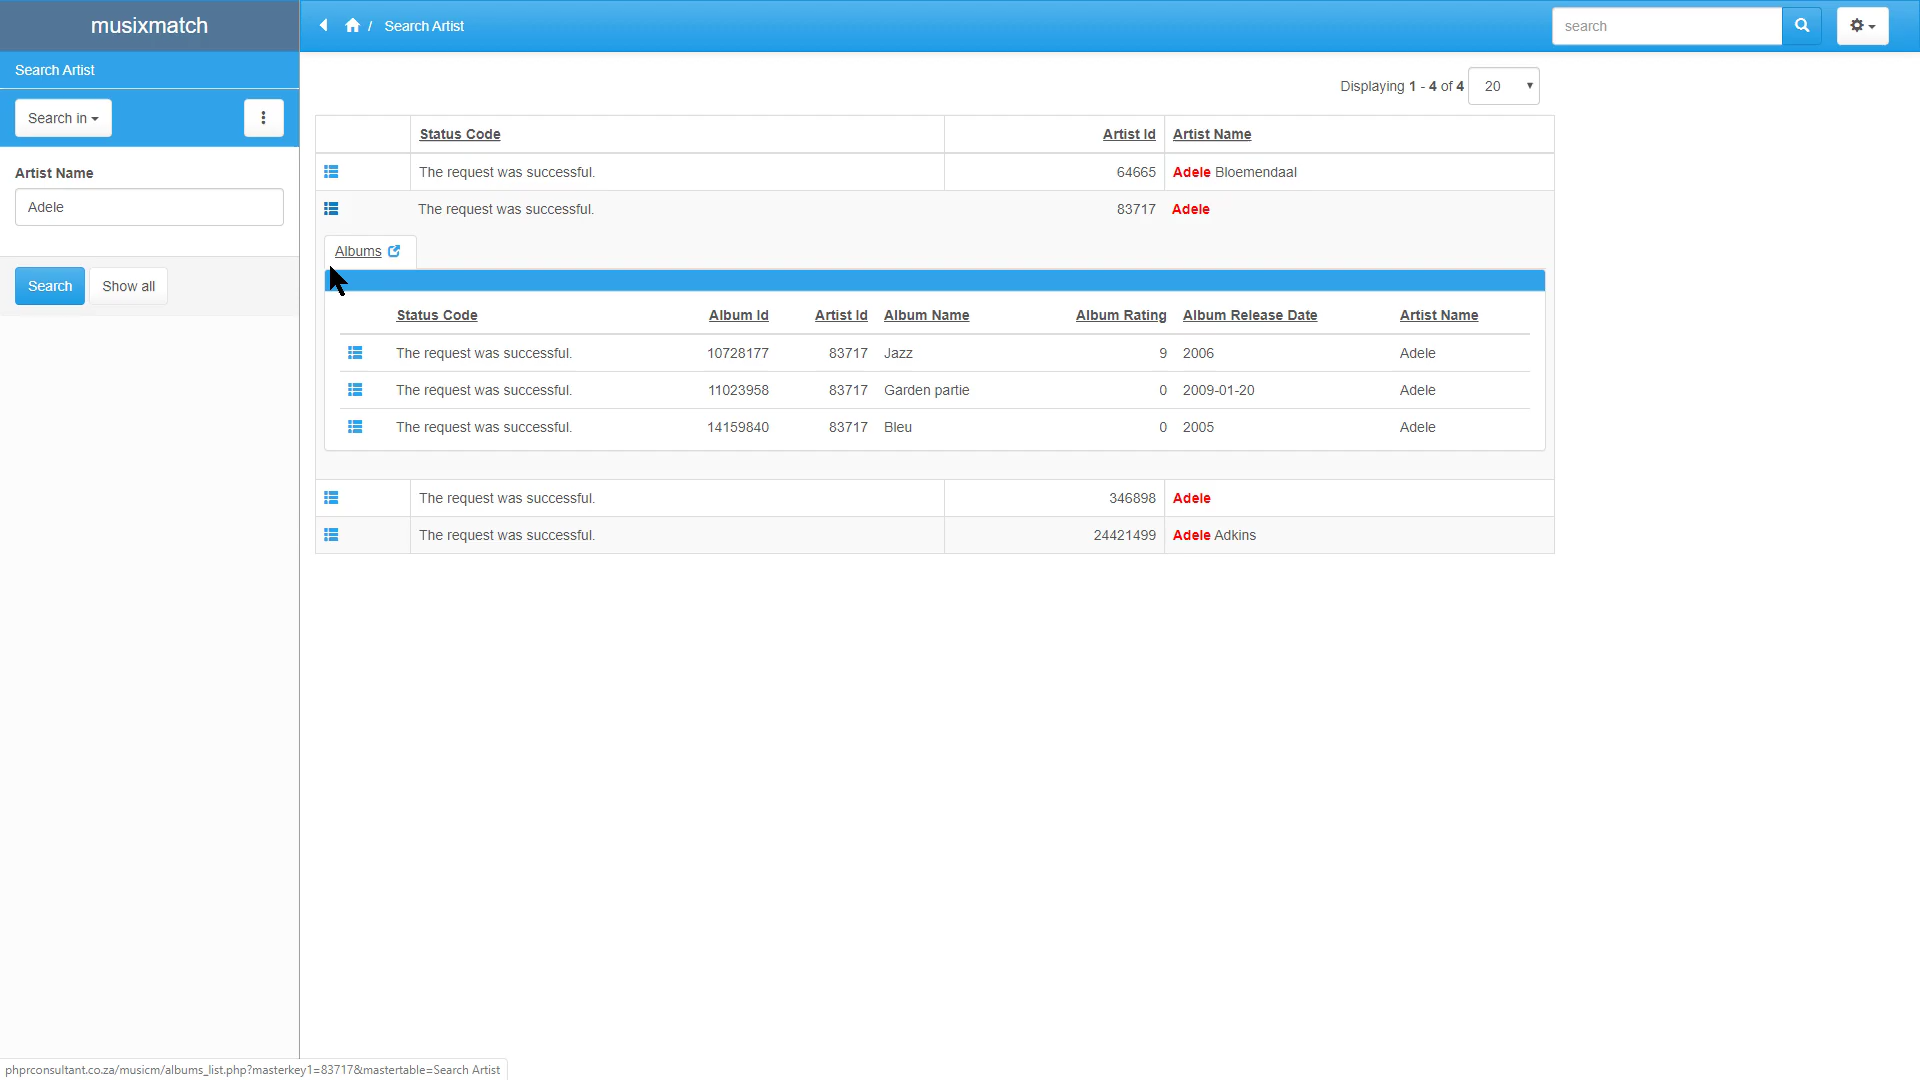 musixmatch
/ Search Artist
search
Search Artist
Search in
Artist Name
Adele
Search Show all
Displaying 1 - 4 of 4 20
Status Code Artist Id Artist Name
The request was successful. 64665 Adele Bloemendaal
The request was successful. 83717 Adele
Albums
Status Code Album Id Artist Id Album Name Album Rating Album Release Date Artist Name
The request was successful. 10728177 83717 Jazz 9 2006 Adele
The request was successful. 11023958 83717 Garden partie 0 2009-01-20 Adele
The request was successful. 14159840 83717 Bleu 0 2005 Adele
The request was successful. 346898 Adele
The request was successful. 24421499 Adele Adkins
phprconsultant.co.za/musicm/albums_list.php?masterkey1=83717&mastertable=Search Artist